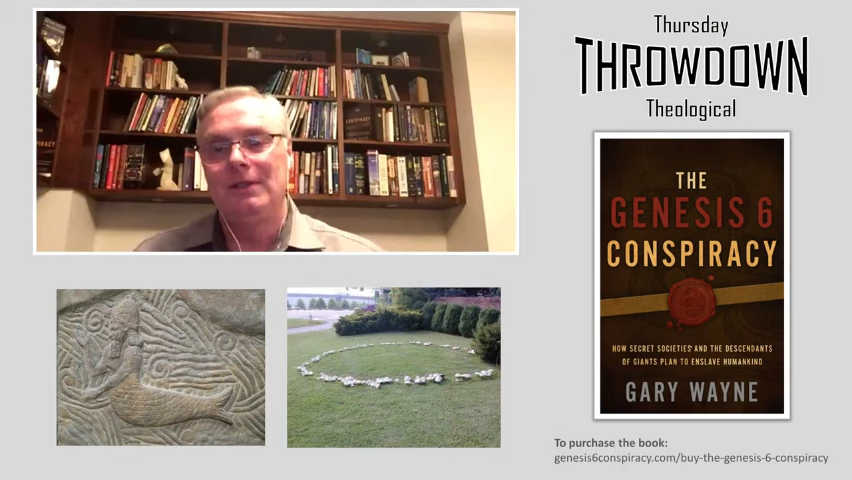 Thursday
THROWDOWN
Theological
THE
GENESIS 6
CONSPIRACY
HOW SECRET SOCIETIES AND THE DESCENDANTS
OF GIANTS PLAN TO ENSLAVE HUMANKIND
GARY WAYNE
To purchase the book:
genesis6conspiracy.com/buy-the-genesis-6-conspiracy
CONSPIRACY